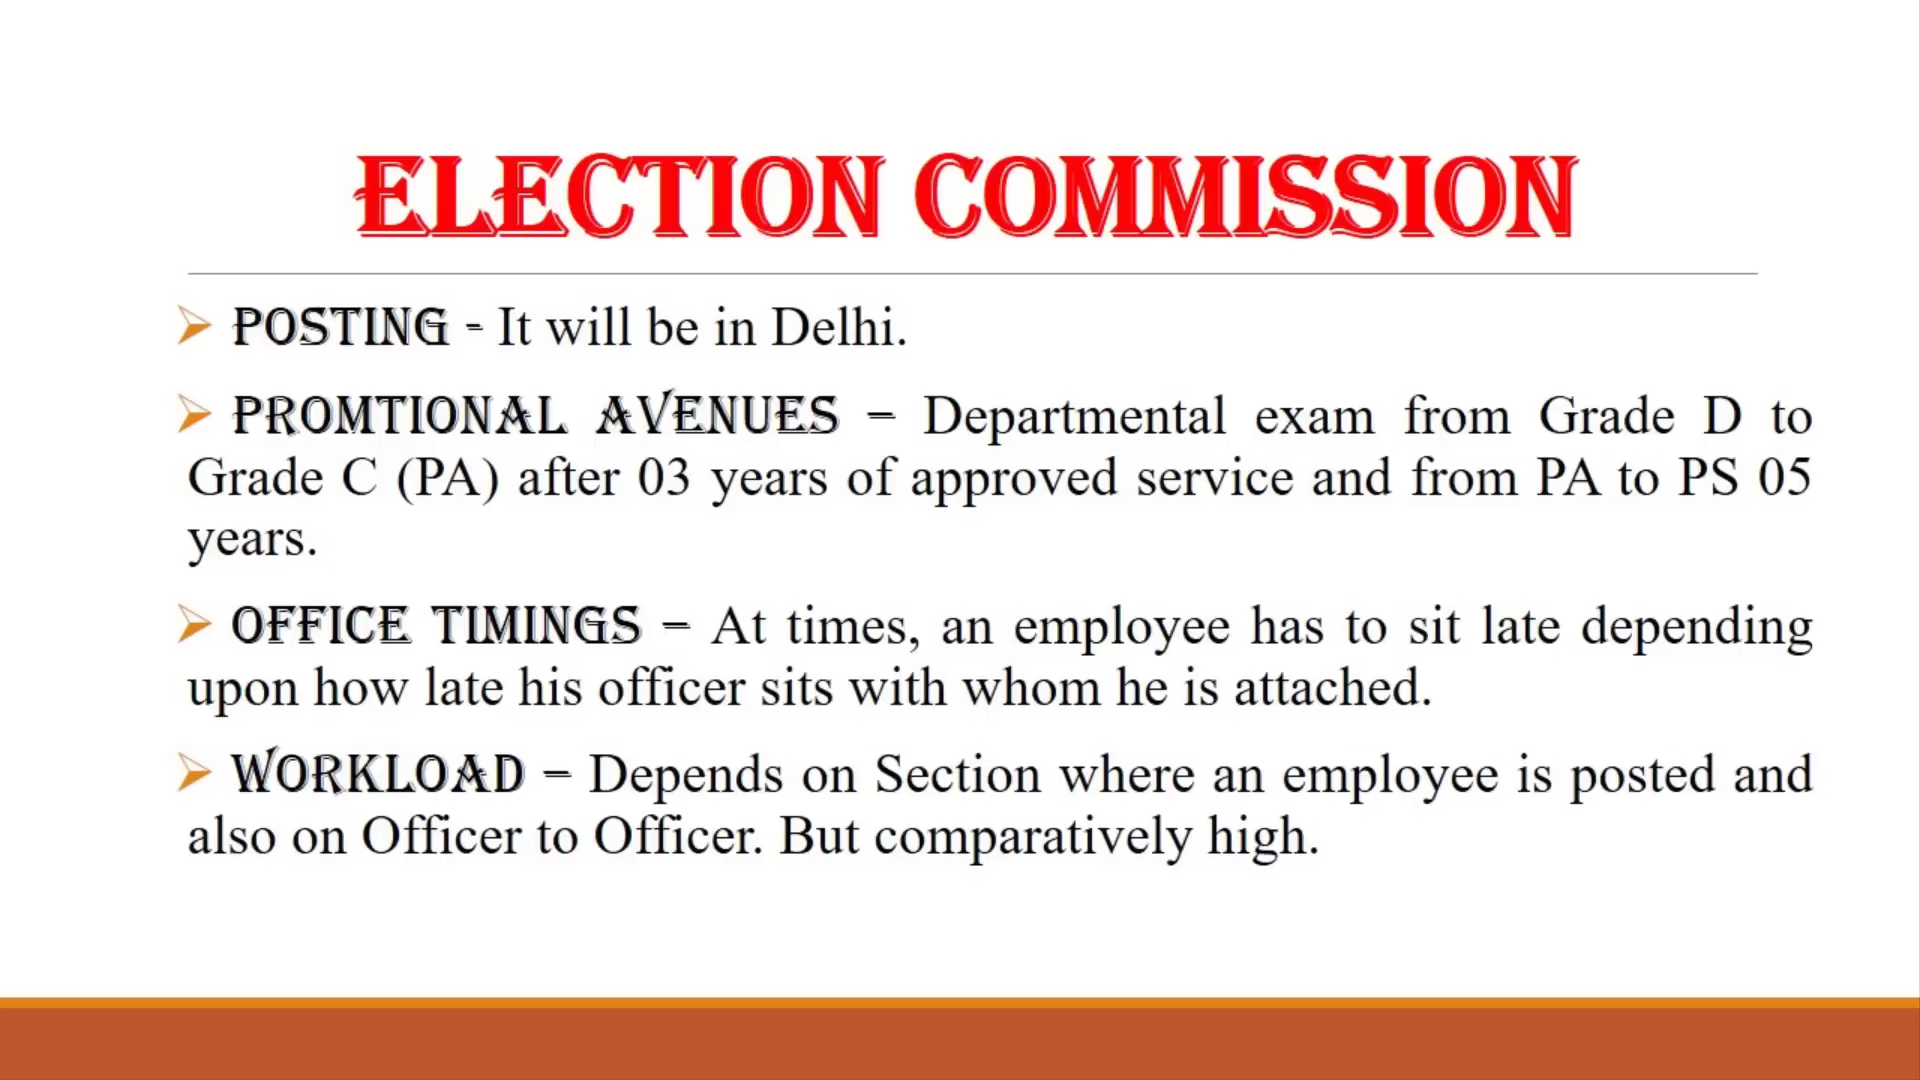 ELECTION COMMISSION
➢ POSTING - It will be in Delhi.
➢ PROMTIONAL AVENUES – Departmental exam from Grade D to
Grade C (PA) after 03 years of approved service and from PA to PS 05
years.
➢ OFFICE TIMINGS – At times, an employee has to sit late depending
upon how late his officer sits with whom he is attached.
➢ WORKLOAD – Depends on Section where an employee is posted and
also on Officer to Officer. But comparatively high.